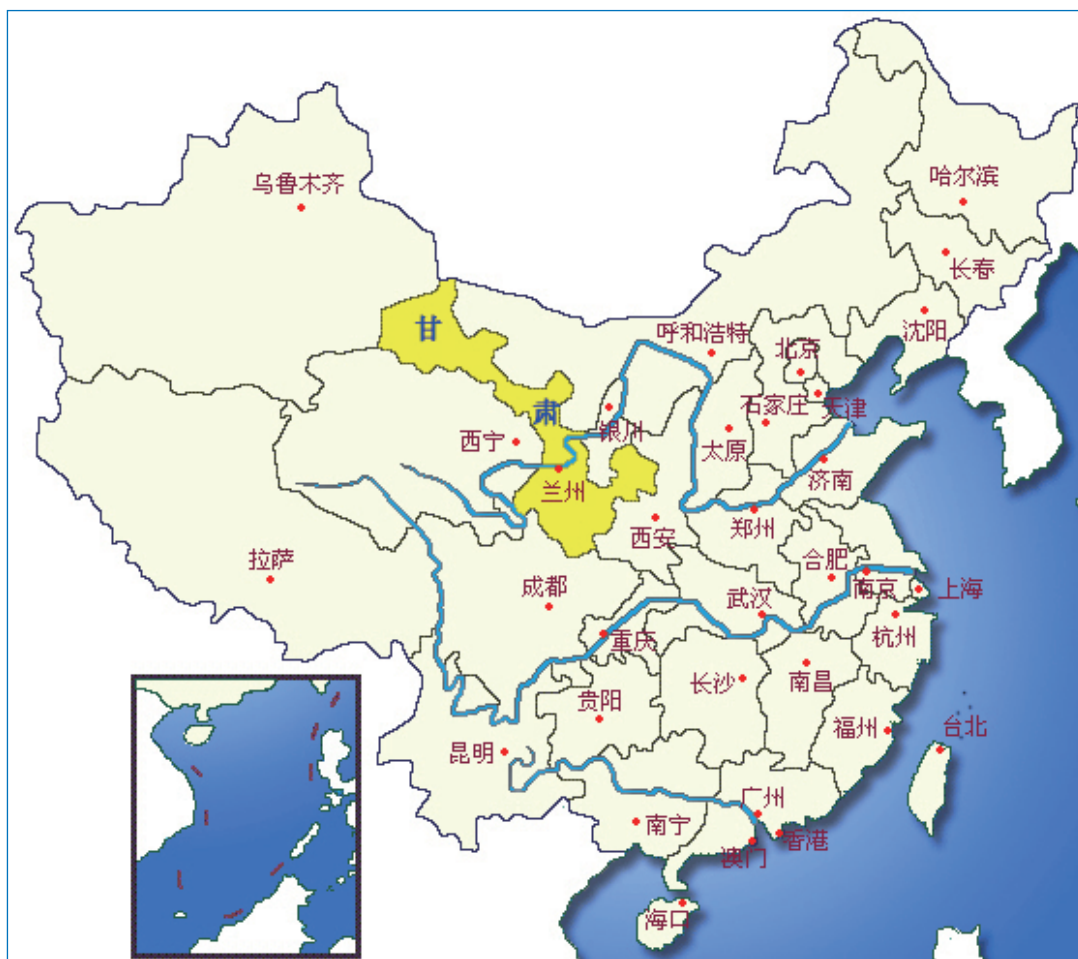 哈尔滨
乌鲁木齐
长春
沈阳
甘
呼和浩特
北京
天津
石家庄
肃
银川
西宁
太原
济南
兰州
郑州
西安
拉萨
合肥
成都
南京
上海
武汉
杭州
重庆
长沙
南昌
贵阳
福州
台北
昆明
广州
南宁
香港
澳门
海口